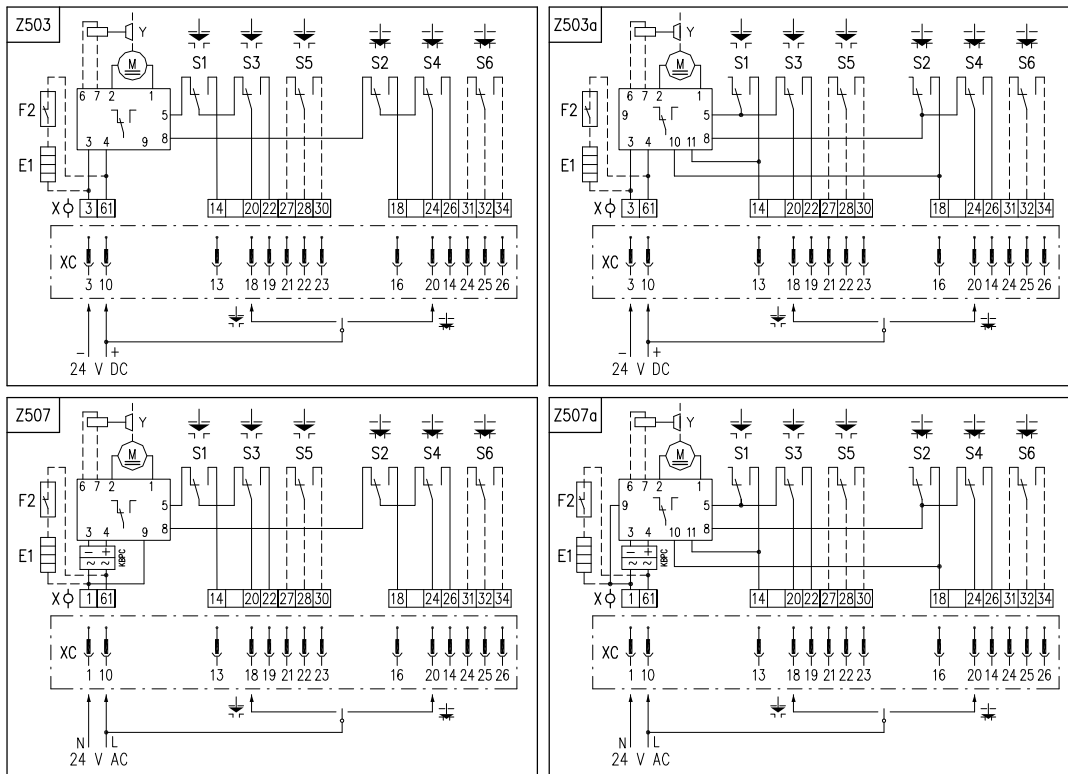 Z503
Y
M
S1 S3 S5 S2 S4 S6
6 7 2 1
F2
5
8
3 4 9
E1
X 3 61 14 20 22 27 28 30 18 24 26 31 32 34
XC
3 10 13 18 19 21 22 23 16 20 14 24 25 26
− +
24 V DC
Z503a
Y
M
S1 S3 S5 S2 S4 S6
6 7 2 1
F2
9 5
8
3 4 10 11
E1
X 3 61 14 20 22 27 28 30 18 24 26 31 32 34
XC
3 10 13 18 19 21 22 23 16 20 14 24 25 26
− +
24 V DC
Z507
Y
M
S1 S3 S5 S2 S4 S6
6 7 2 1
F2
5
8
3 4 9
− +
~ ~
KBPC
E1
X 1 61 14 20 22 27 28 30 18 24 26 31 32 34
XC
1 10 13 18 19 21 22 23 16 20 14 24 25 26
N L
24 V AC
Z507a
Y
M
S1 S3 S5 S2 S4 S6
6 7 2 1
F2
9 5
8
3 4 10 11
− +
~ ~
KBPC
E1
X 1 61 14 20 22 27 28 30 18 24 26 31 32 34
XC
1 10 13 18 19 21 22 23 16 20 14 24 25 26
N L
24 V AC